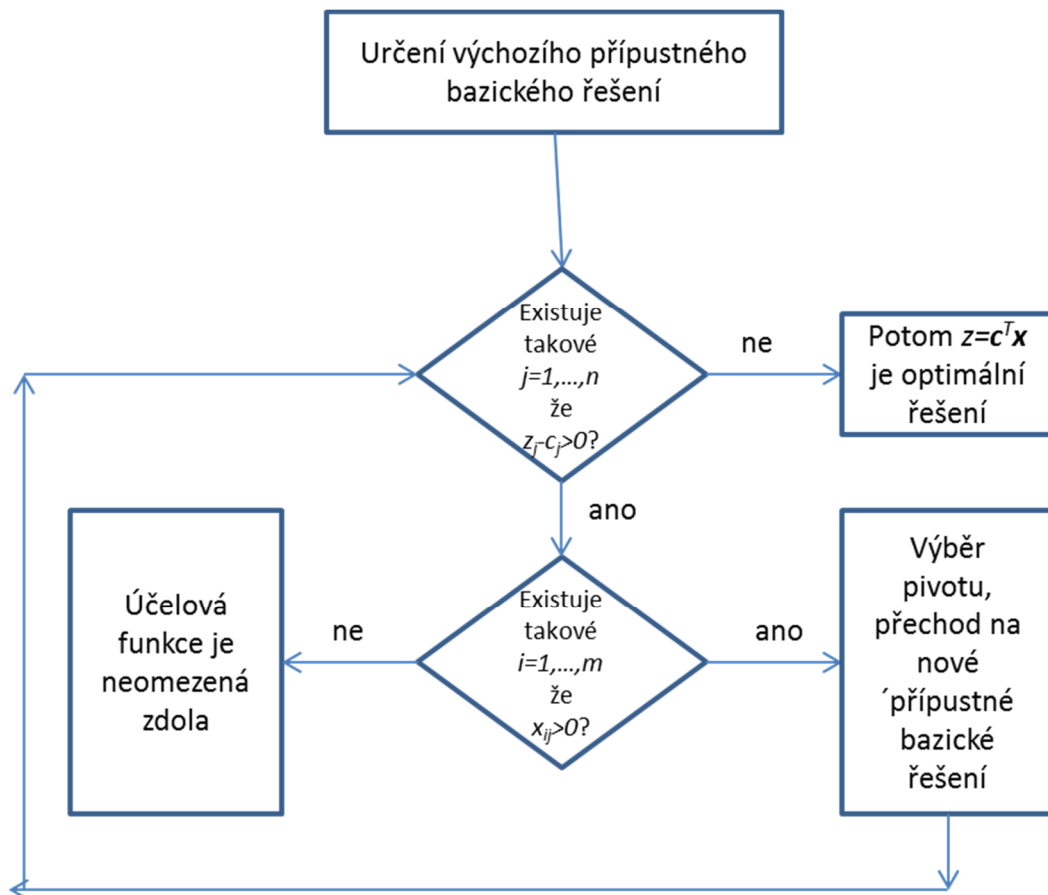 Určení výchozího přípustného
bazického řešení
Existuje
takové
j=1,...,n
že
zj-cj>0?
ne
Potom z=cTx
je optimální
řešení
ano
Účelová
funkce je
neomezená
zdola
ne
Existuje
takové
i=1,...,m
že
xij>0?
ano
Výběr
pivotu,
přechod na
nové
´přípustné
bazické
řešení